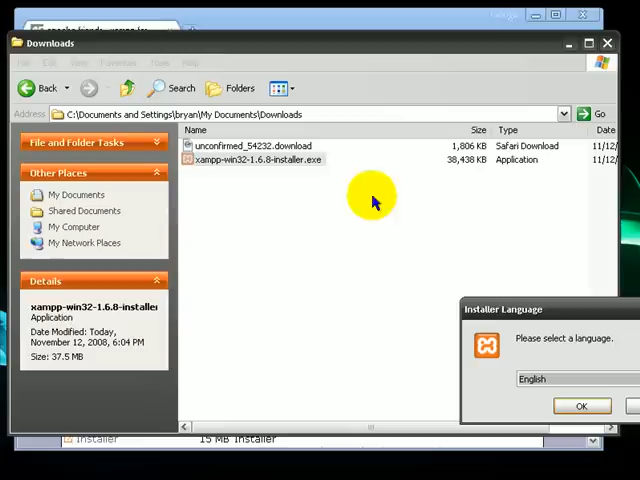 Downloads
Back
Search
Folders
Address
C:\Documents and Settings\bryan\My Documents\Downloads
Go
File and Folder Tasks
Other Places
My Documents
Shared Documents
My Computer
My Network Places
Details
xampp-win32-1.6.8-installer
Application
Date Modified: Today,
November 12, 2008, 6:04 PM
Size: 37.5 MB
Name Size Type Date
unconfirmed_54232.download 1,806 KB Safari Download 11/12/
xampp-win32-1.6.8-installer.exe 38,438 KB Application 11/12/
Installer Language
Please select a language.
English
OK
Installer 15 MB Installer